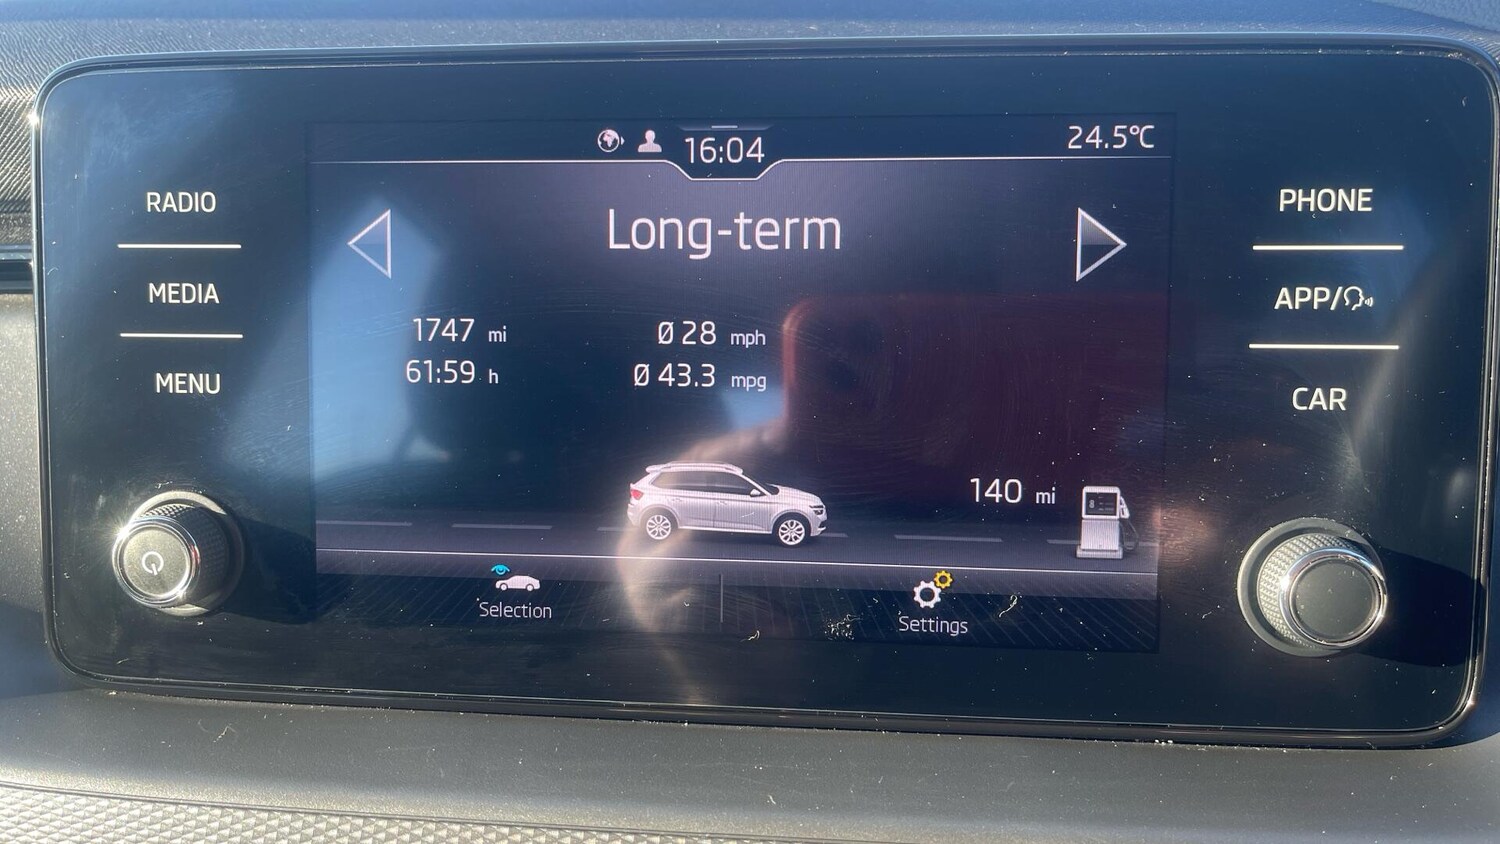 16:04
24.5°C
RADIO
MEDIA
MENU
Long-term
1747 mi
61:59 h
Ø 28 mph
Ø 43.3 mpg
140 mi
Selection
Settings
PHONE
APP/
CAR